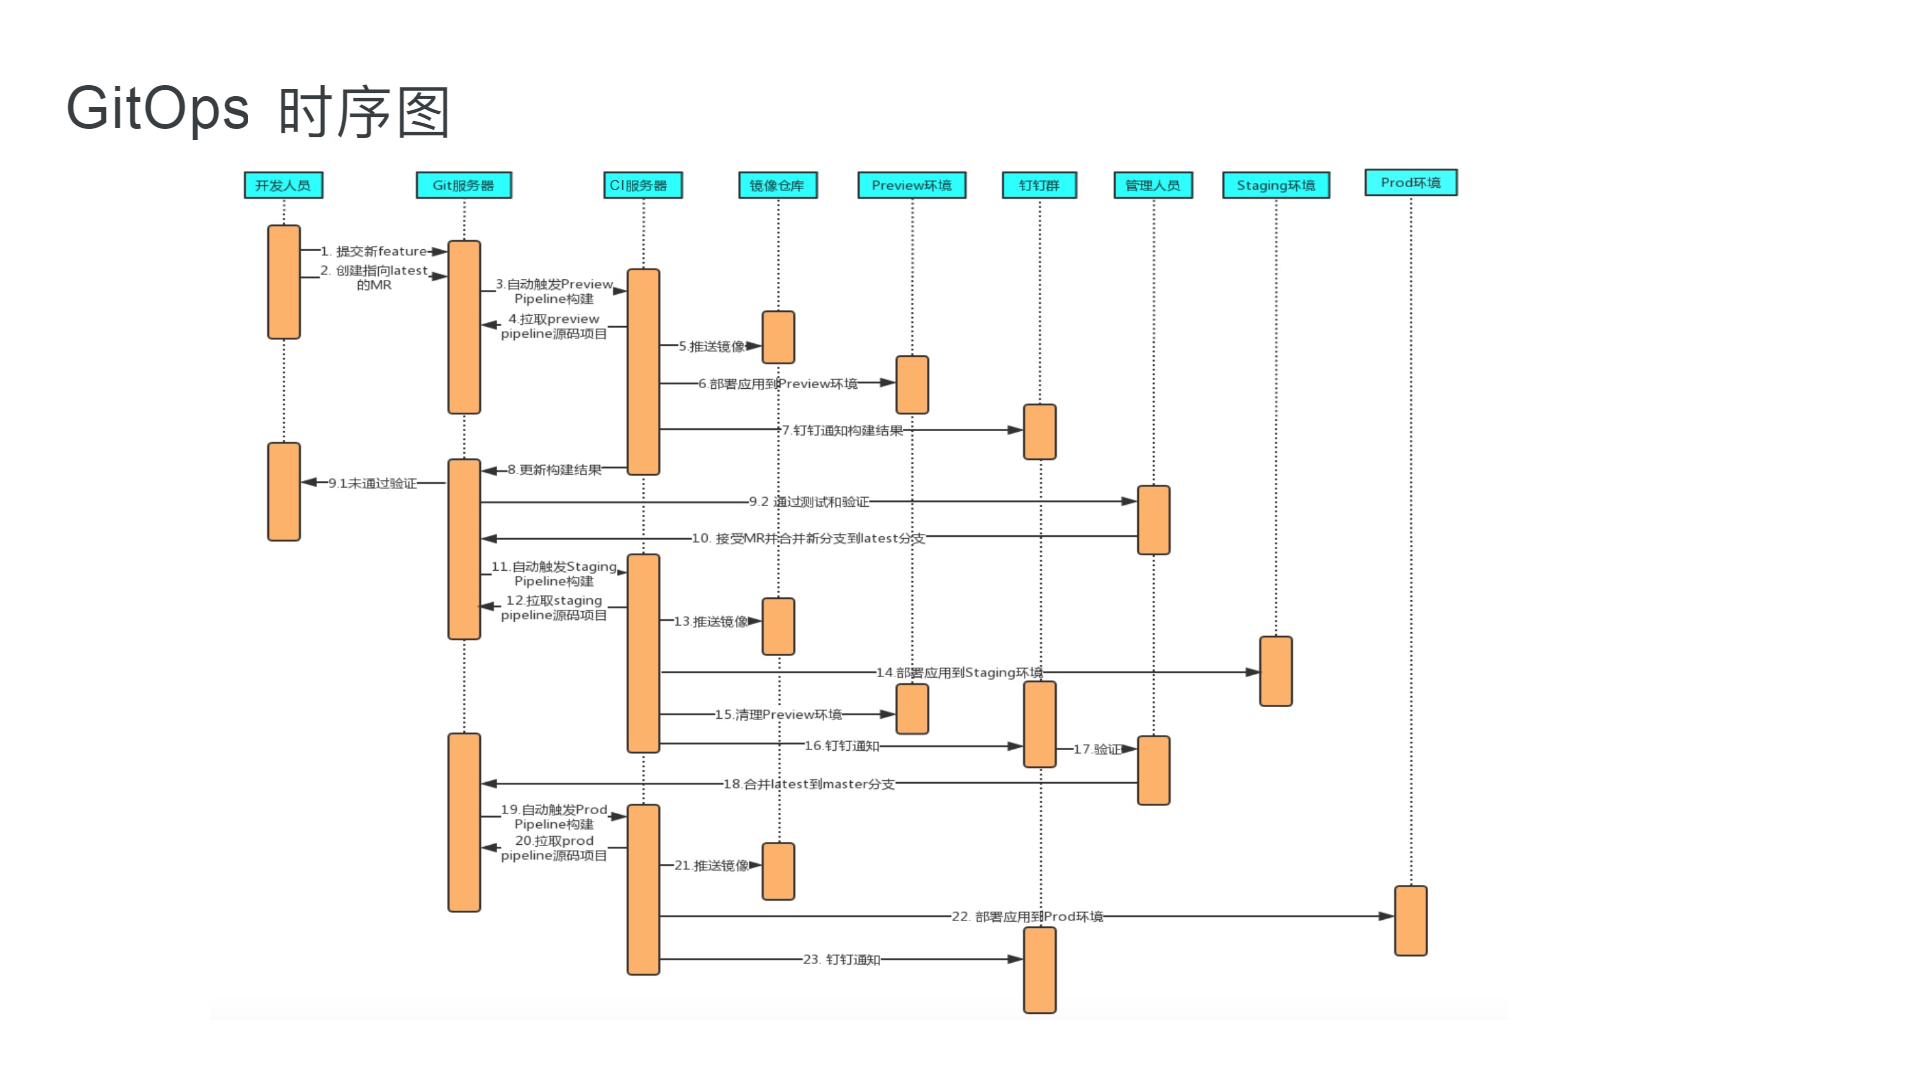 GitOps 时序图
开发人员
Git服务器
CI服务器
镜像仓库
Preview环境
钉钉群
管理人员
Staging环境
Prod环境
1. 提交新feature
2. 创建指向latest
的MR
3.自动触发Preview
Pipeline构建
4.拉取preview
pipeline源码项目
5.推送镜像
6.部署应用到Preview环境
7.钉钉通知构建结果
8.更新构建结果
9.1未通过验证
9.2 通过测试和验证
10. 接受MR并合并新分支到latest分支
11.自动触发Staging
Pipeline构建
12.拉取staging
pipeline源码项目
13.推送镜像
14.部署应用到Staging环境
15.清理Preview环境
16.钉钉通知
17.验证
18.合并latest到master分支
19.自动触发Prod
Pipeline构建
20.拉取prod
pipeline源码项目
21.推送镜像
22. 部署应用到Prod环境
23. 钉钉通知